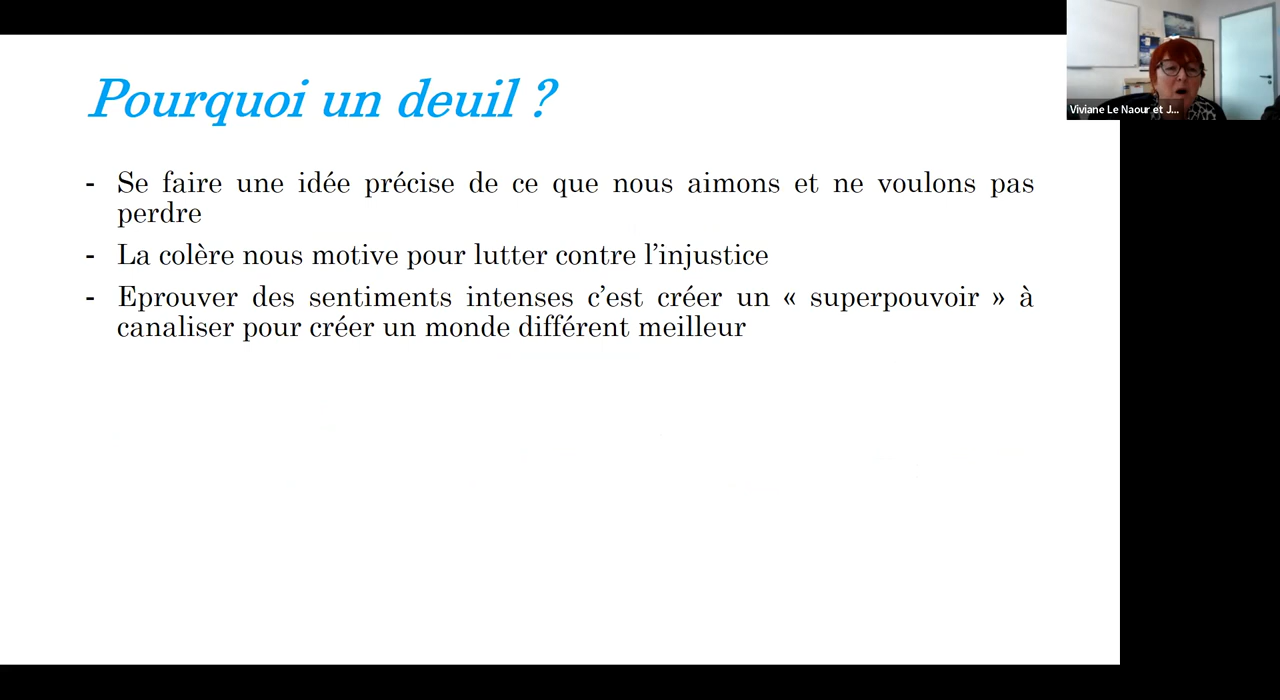 Pourquoi un deuil ?
- Se faire une idée précise de ce que nous aimons et ne voulons pas
perdre
- La colère nous motive pour lutter contre l’injustice
- Eprouver des sentiments intenses c’est créer un « superpouvoir » à
canaliser pour créer un monde différent meilleur
Viviane Le Naour et J...